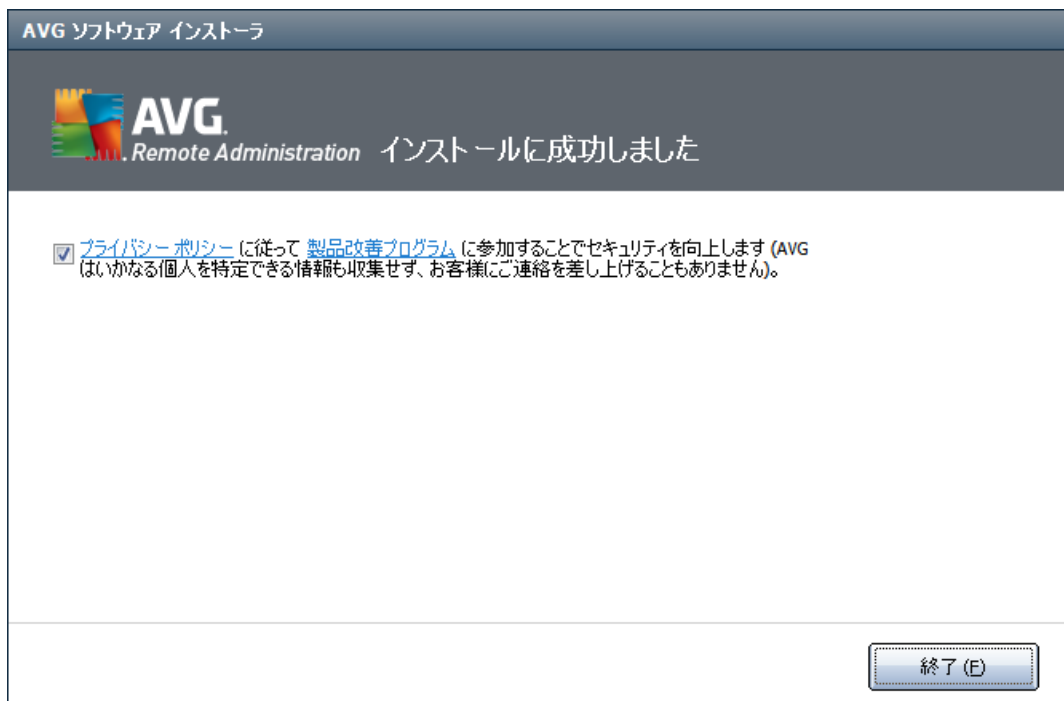 AVG ソフトウェア インストーラ
AVG.
Remote Administration インストールに成功しました
プライバシー ポリシー に従って 製品改善プログラム に参加することでセキュリティを向上します (AVG
はいかなる個人を特定できる情報も収集せず、お客様にご連絡を差し上げることもありません)。
終了(F)